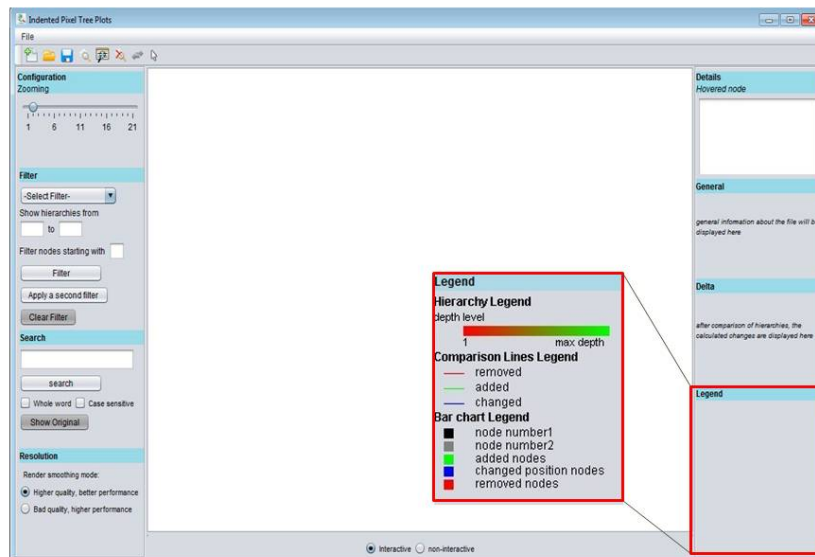 Indented Pixel Tree Plots
File
Configuration
Zooming
1 6 11 16 21
Filter
-Select Filter-
Show hierarchies from
to
Filter nodes starting with
Filter
Apply a second filter
Clear Filter
Search
search
Whole word Case sensitive
Show Original
Resolution
Render smoothing mode:
Higher quality, better performance
Bad quality, higher performance
Legend
Hierarchy Legend
depth level
1 max depth
Comparison Lines Legend
removed
added
changed
Bar chart Legend
node number1
node number2
added nodes
changed position nodes
removed nodes
Interactive non-interactive
Details
Hovered node
General
general infomation about the file will b
displayed here
Delta
after comparison of hierarchies, the
calculated changes are displayed here
Legend